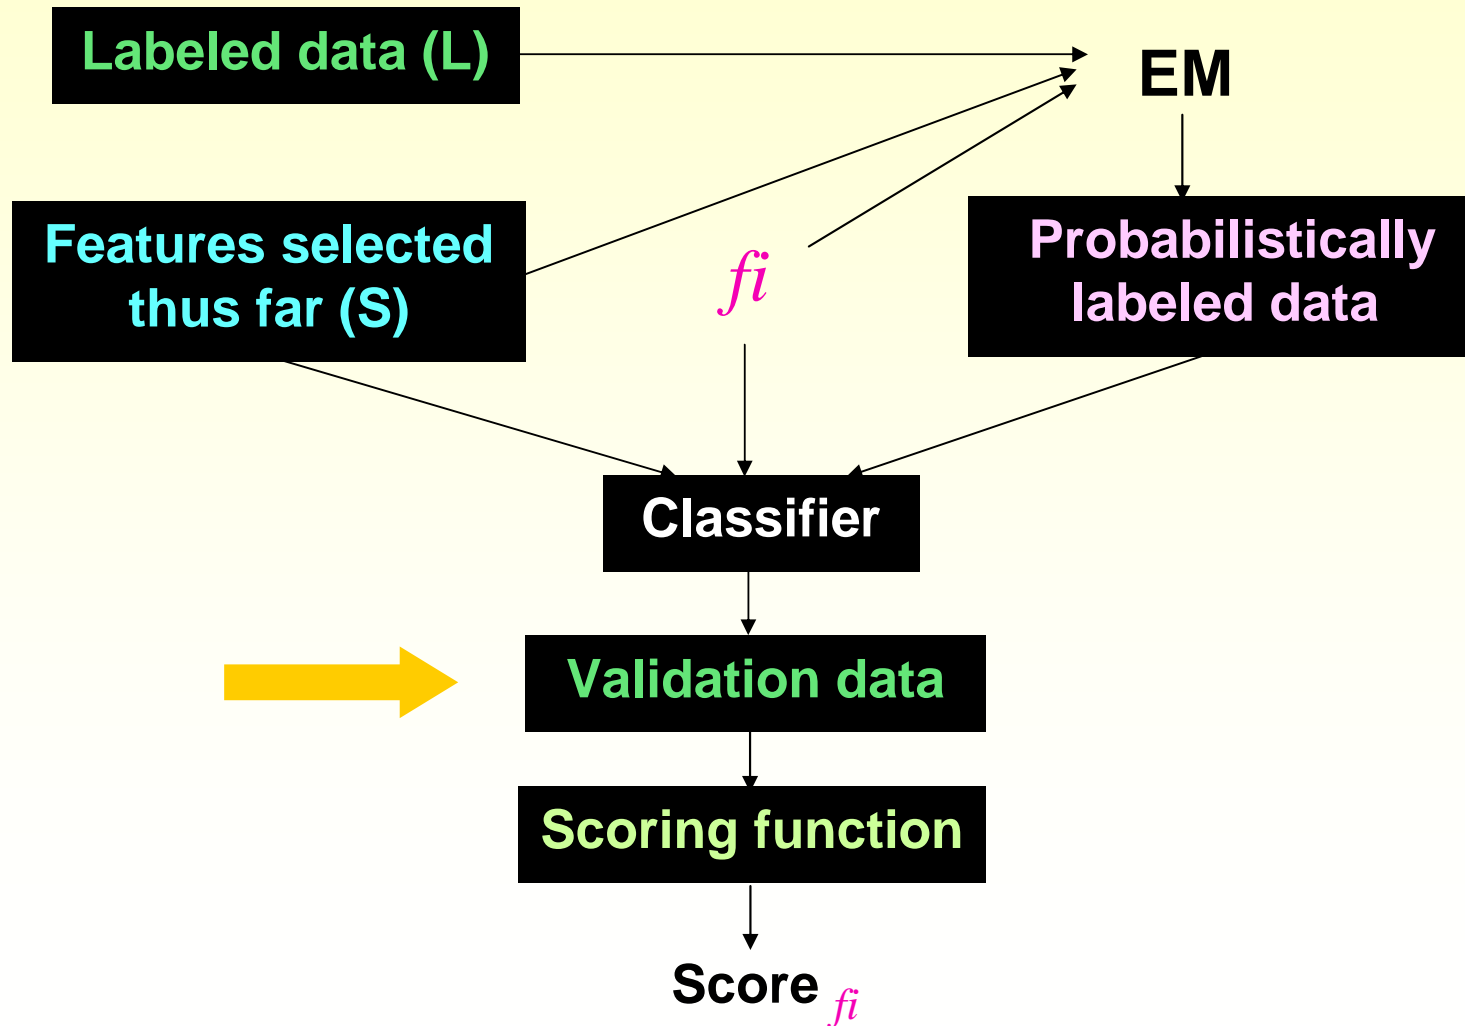 Labeled data (L)
EM
Features selected
thus far (S)
fi
Probabilistically
labeled data
Classifier
Validation data
Scoring function
Score fi